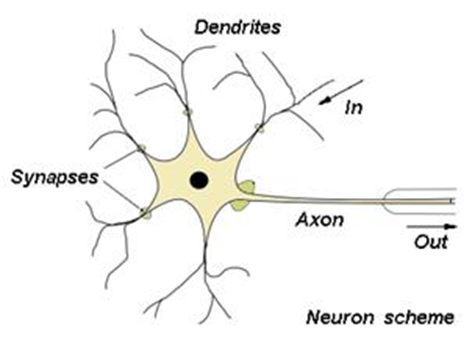 Dendrites
In
Synapses
Axon
Out
Neuron scheme